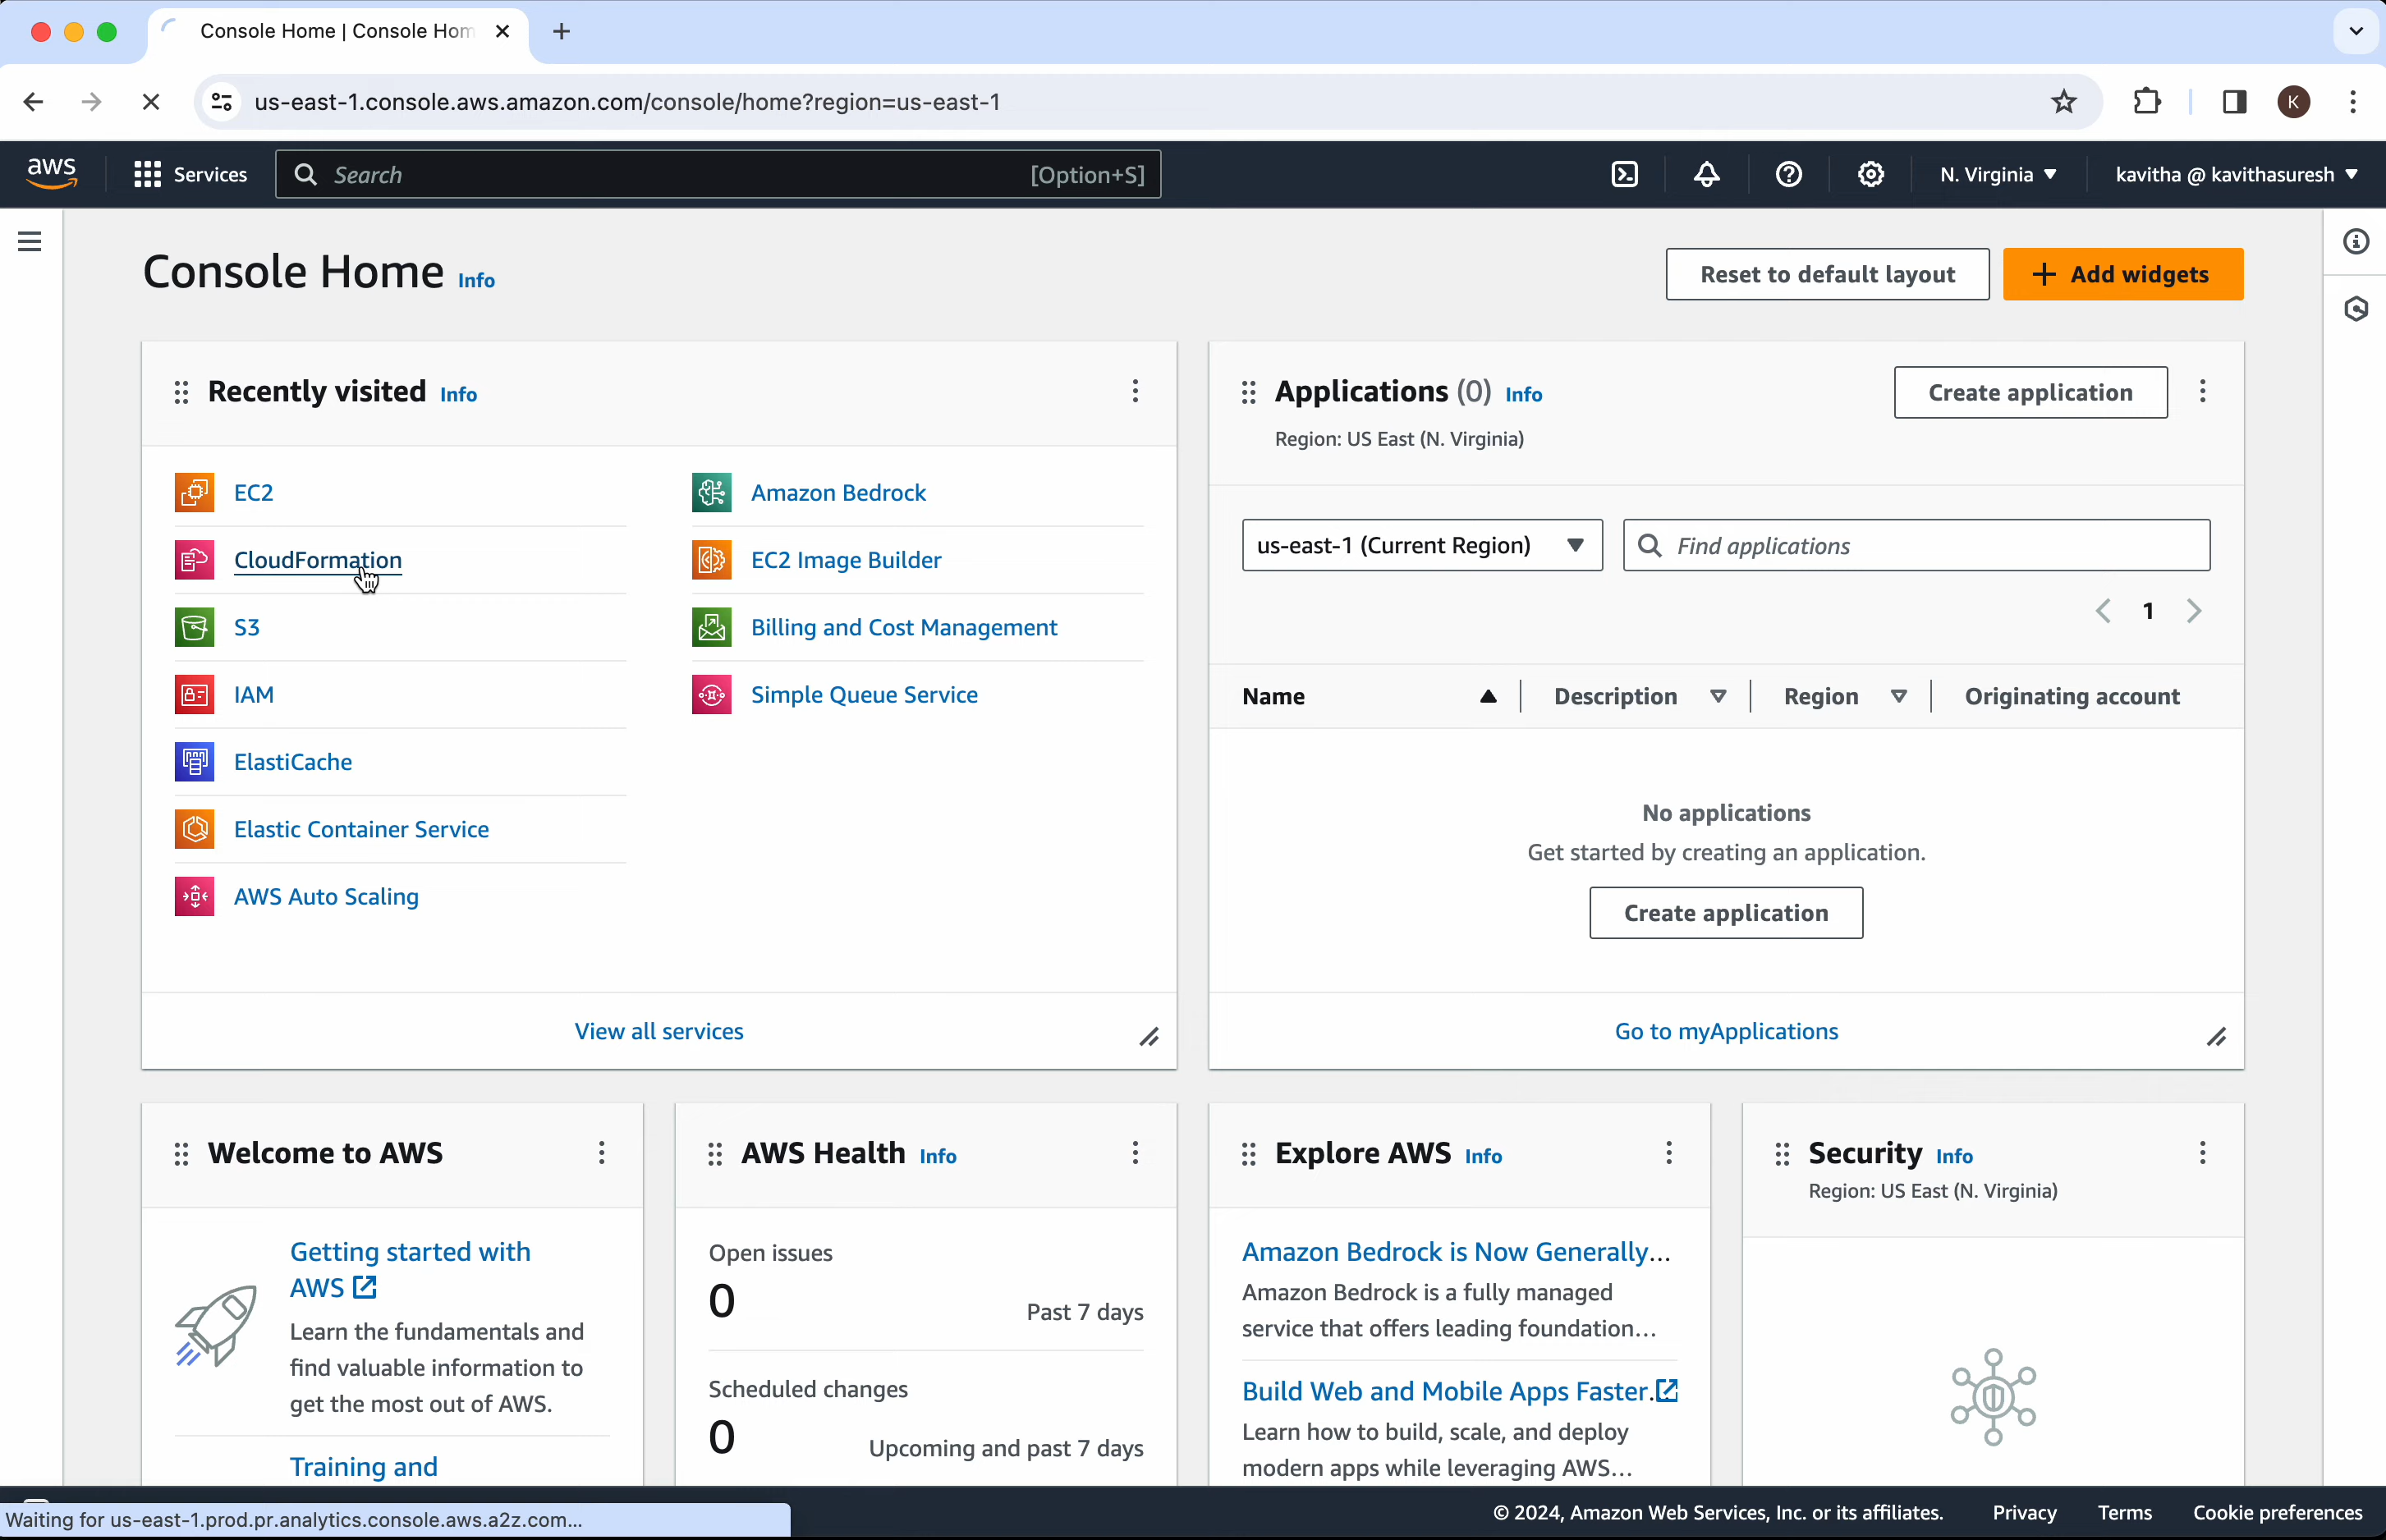 Console Home | Console Hom
us-east-1.console.aws.amazon.com/console/home?region=us-east-1
K
aws
Services
Search
[Option+S]
N. Virginia
kavitha @ kavithasuresh
Console Home Info
Reset to default layout
Add widgets
Recently visited Info
EC2
CloudFormation
S3
IAM
ElastiCache
Elastic Container Service
AWS Auto Scaling
Amazon Bedrock
EC2 Image Builder
Billing and Cost Management
Simple Queue Service
View all services
Applications (0) Info
Region: US East (N. Virginia)
Create application
us-east-1 (Current Region)
Find applications
1
Name
Description
Region
Originating account
No applications
Get started by creating an application.
Create application
Go to myApplications
Welcome to AWS
Getting started with
AWS
Learn the fundamentals and
find valuable information to
get the most out of AWS.
Training and
AWS Health Info
Open issues
0
Past 7 days
Scheduled changes
0
Upcoming and past 7 days
Explore AWS Info
Amazon Bedrock is Now Generally...
Amazon Bedrock is a fully managed
service that offers leading foundation...
Build Web and Mobile Apps Faster.
Learn how to build, scale, and deploy
modern apps while leveraging AWS...
Security Info
Region: US East (N. Virginia)
Waiting for us-east-1.prod.pr.analytics.console.aws.a2z.com...
© 2024, Amazon Web Services, Inc. or its affiliates.
Privacy
Terms
Cookie preferences